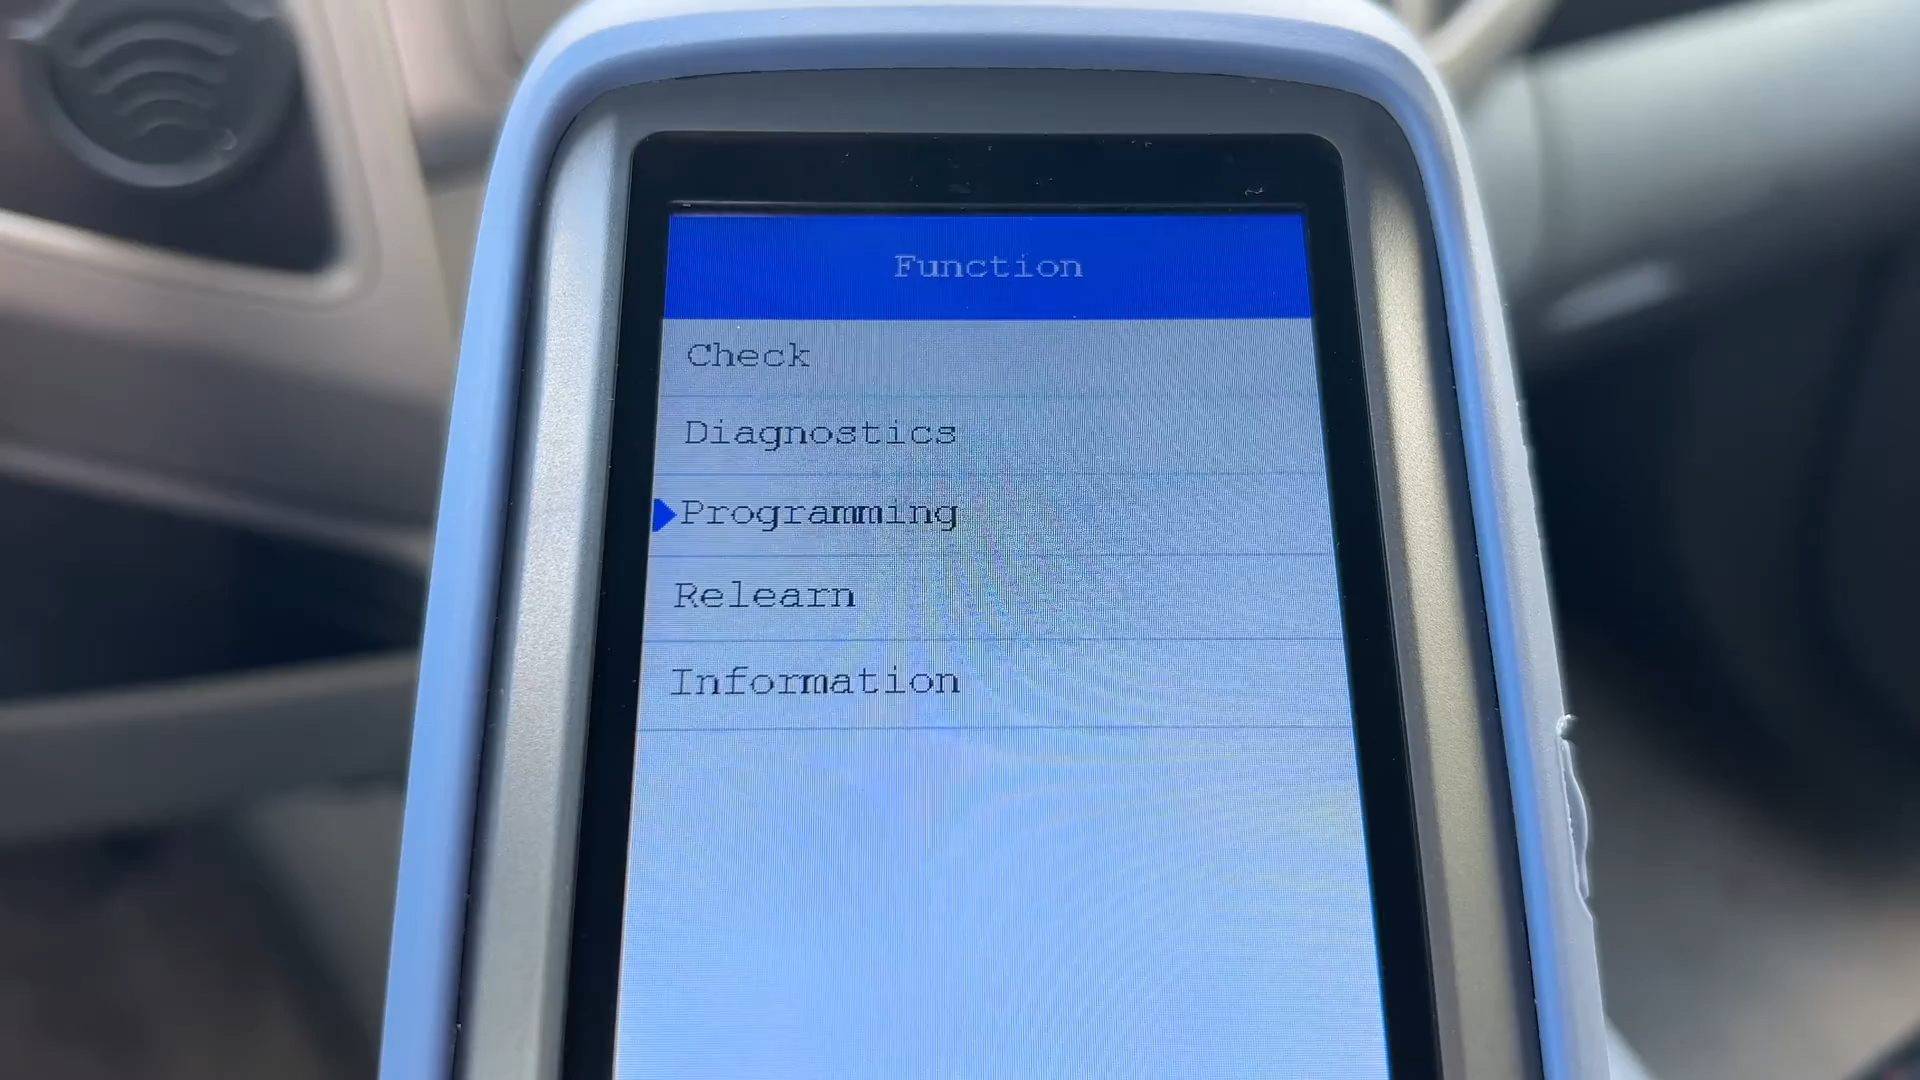 Function
Check
Diagnostics
Programming
Relearn
Information